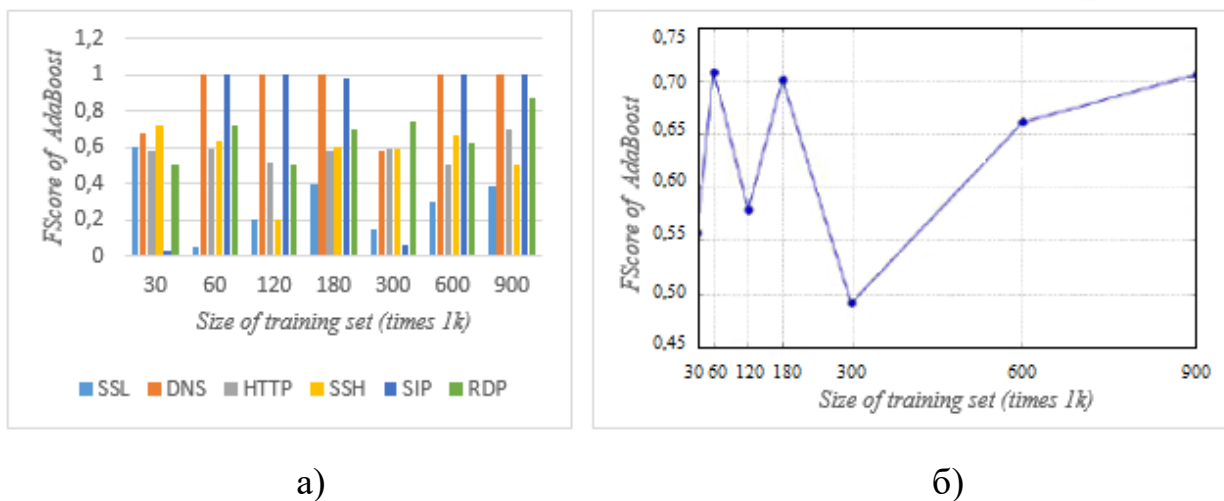 1,2
1
0,8
0,6
0,4
0,2
0
FScore of AdaBoost
30 60 120 180 300 600 900
Size of training set (times 1k)
SSL DNS HTTP SSH SIP RDP
0,75
0,70
0,65
0,60
0,55
0,50
0,45
FScore of AdaBoost
30 60 120 180 300 600 900
Size of training set (times 1k)
а) б)